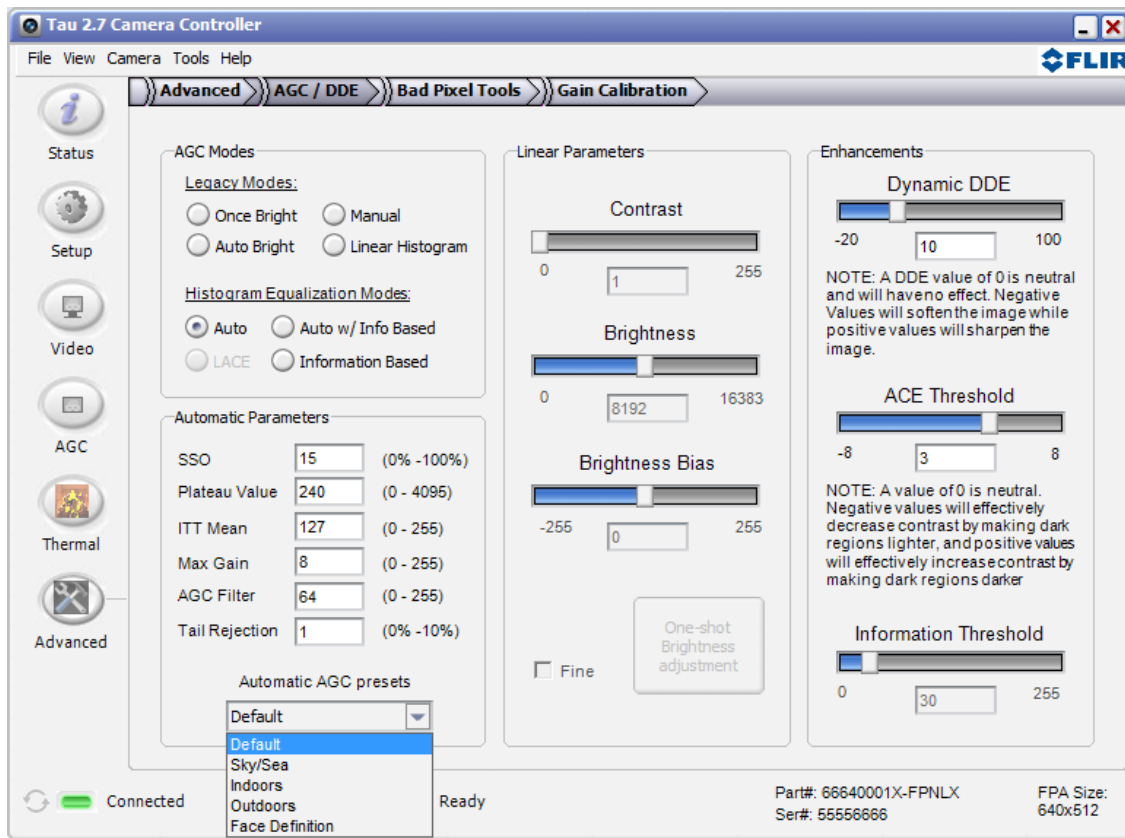 Tau 2.7 Camera Controller
File View Camera Tools Help
FLIR
Advanced AGC / DDE Bad Pixel Tools Gain Calibration
Status
Setup
Video
AGC
Thermal
Advanced
AGC Modes
Legacy Modes:
Once Bright Manual
Auto Bright Linear Histogram
Histogram Equalization Modes:
Auto Auto w/ Info Based
LACE Information Based
Automatic Parameters
SSO 15 (0% -100%)
Plateau Value 240 (0 - 4095)
ITT Mean 127 (0 - 255)
Max Gain 8 (0 - 255)
AGC Filter 64 (0 - 255)
Tail Rejection 1 (0% -10%)
Automatic AGC presets
Default
Default
Sky/Sea
Indoors
Outdoors
Face Definition
Linear Parameters
Contrast
0 1 255
Brightness
0 8192 16383
Brightness Bias
-255 0 255
Fine
One-shot
Brightness
adjustment
Enhancements
Dynamic DDE
-20 10 100
NOTE: A DDE value of 0 is neutral
and will have no effect. Negative
Values will soften the image while
positive values will sharpen the
image.
ACE Threshold
-8 3 8
NOTE: A value of 0 is neutral.
Negative values will effectively
decrease contrast by making dark
regions lighter, and positive values
will effectively increase contrast by
making dark regions darker
Information Threshold
0 30 255
Connected
Ready
Part#: 66640001X-FPNLX
Ser#: 55556666
FPA Size:
640x512